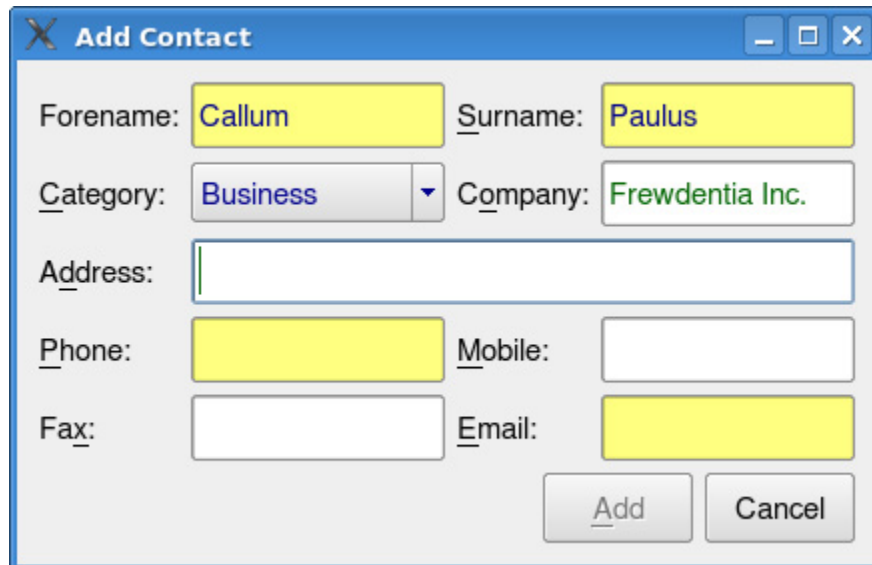 Add Contact
Forename: Callum Surname: Paulus
Category: Business Company: Frewdentia Inc.
Address:
Phone: Mobile:
Fax: Email:
Add Cancel